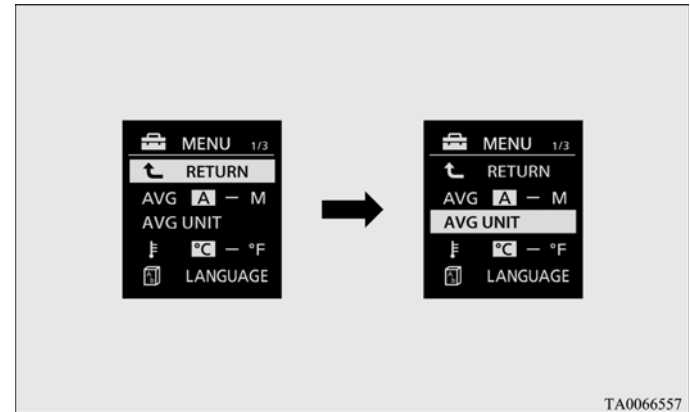 MENU 1/3
RETURN
AVG A – M
AVG UNIT
°C – °F
LANGUAGE
MENU 1/3
RETURN
AVG A – M
AVG UNIT
°C – °F
LANGUAGE
TA0066557